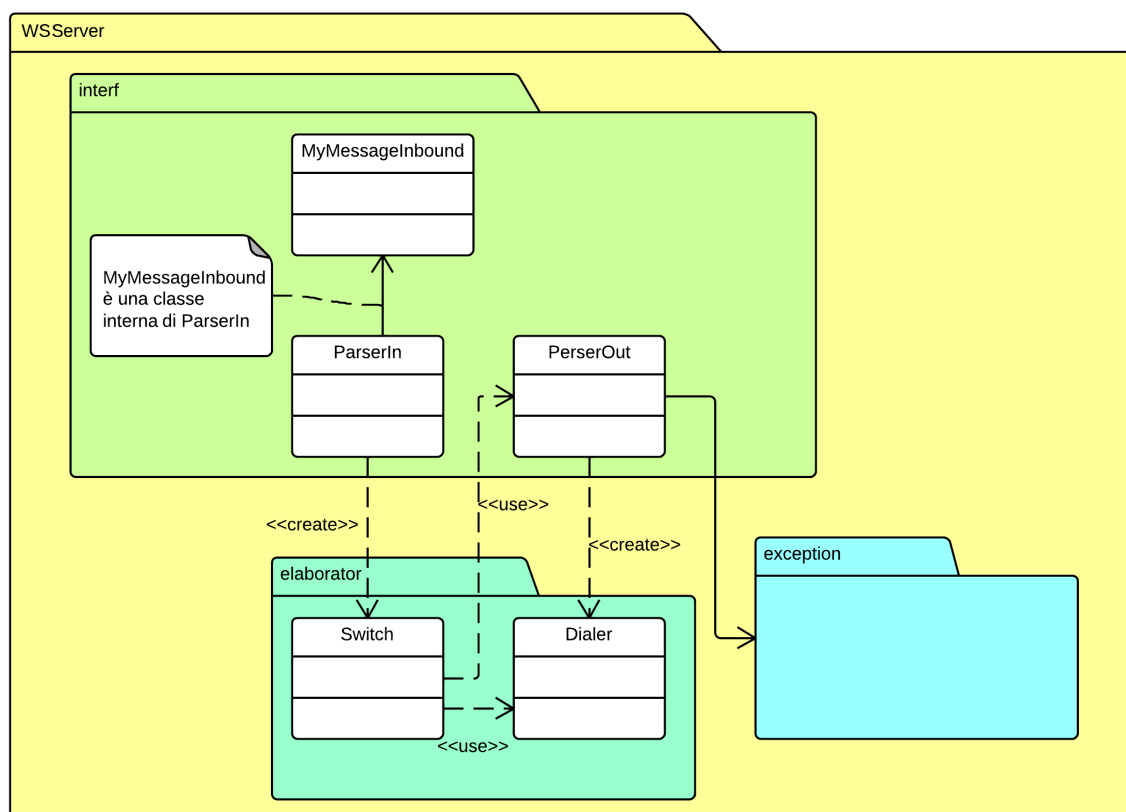 WSServer
interf
MyMessageInbound
MyMessageInbound
è una classe
interna di ParserIn
ParserIn
PerserOut
<<use>>
<<create>>
<<create>>
exception
elaborator
Switch
Dialer
<<use>>